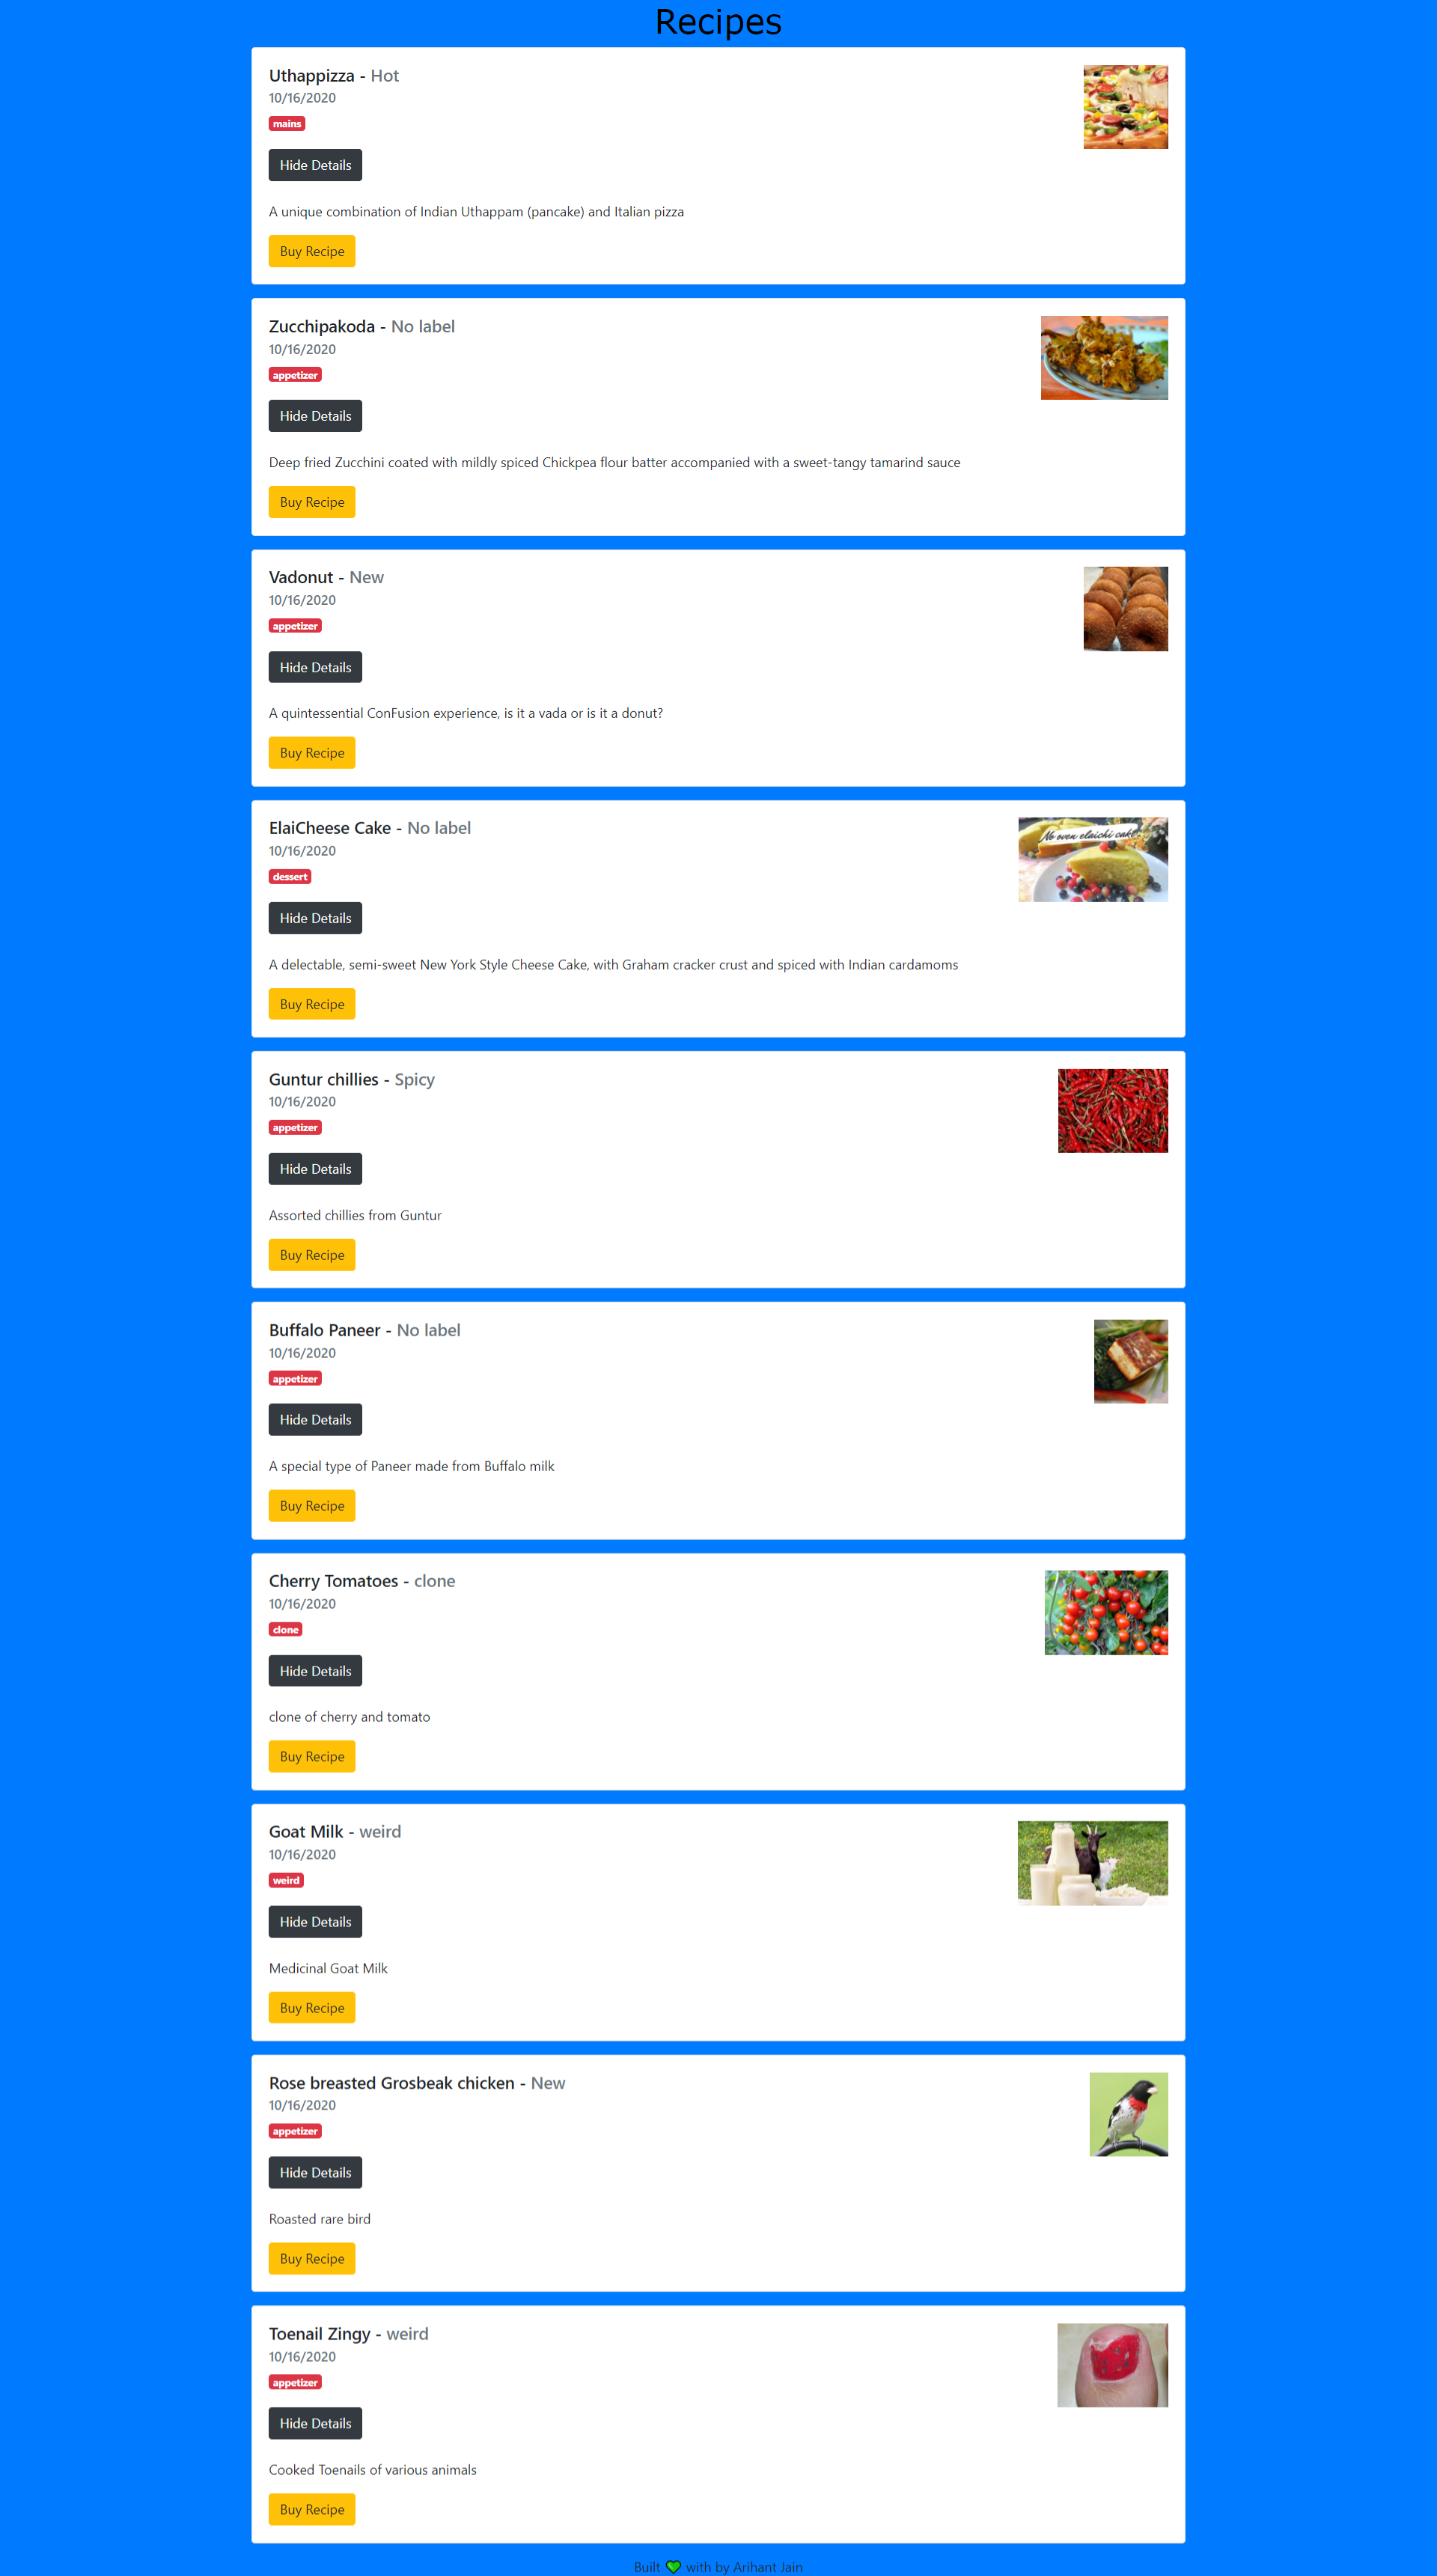 Recipes
Uthappizza - Hot
10/16/2020
mains
Hide Details
A unique combination of Indian Uthappam (pancake) and Italian pizza
Buy Recipe
Zucchipakoda - No label
10/16/2020
appetizer
Hide Details
Deep fried Zucchini coated with mildly spiced Chickpea flour batter accompanied with a sweet-tangy tamarind sauce
Buy Recipe
Vadonut - New
10/16/2020
appetizer
Hide Details
A quintessential ConFusion experience, is it a vada or is it a donut?
Buy Recipe
ElaiCheese Cake - No label
No oven elaichi cake
10/16/2020
dessert
Hide Details
A delectable, semi-sweet New York Style Cheese Cake, with Graham cracker crust and spiced with Indian cardamoms
Buy Recipe
Guntur chillies - Spicy
10/16/2020
appetizer
Hide Details
Assorted chillies from Guntur
Buy Recipe
Buffalo Paneer - No label
10/16/2020
appetizer
Hide Details
A special type of Paneer made from Buffalo milk
Buy Recipe
Cherry Tomatoes - clone
10/16/2020
clone
Hide Details
clone of cherry and tomato
Buy Recipe
Goat Milk - weird
10/16/2020
weird
Hide Details
Medicinal Goat Milk
Buy Recipe
Rose breasted Grosbeak chicken - New
10/16/2020
appetizer
Hide Details
Roasted rare bird
Buy Recipe
Toenail Zingy - weird
10/16/2020
appetizer
Hide Details
Cooked Toenails of various animals
Buy Recipe
Built 💚 with by Arihant Jain